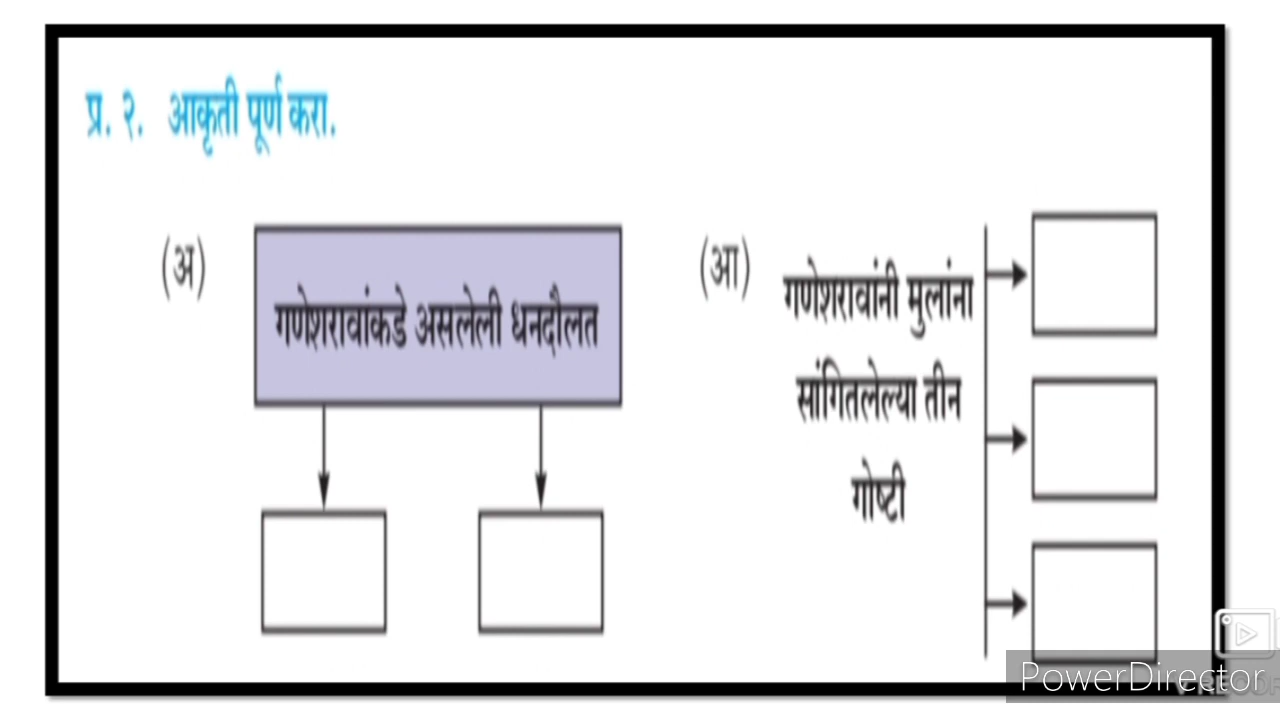 प्र. २. आकृती पूर्ण करा.
(अ)
गणेशरावांकडे असलेली धनदौलत
(आ)
गणेशरावांनी मुलांना
सांगितलेल्या तीन
गोष्टी
PowerDirector